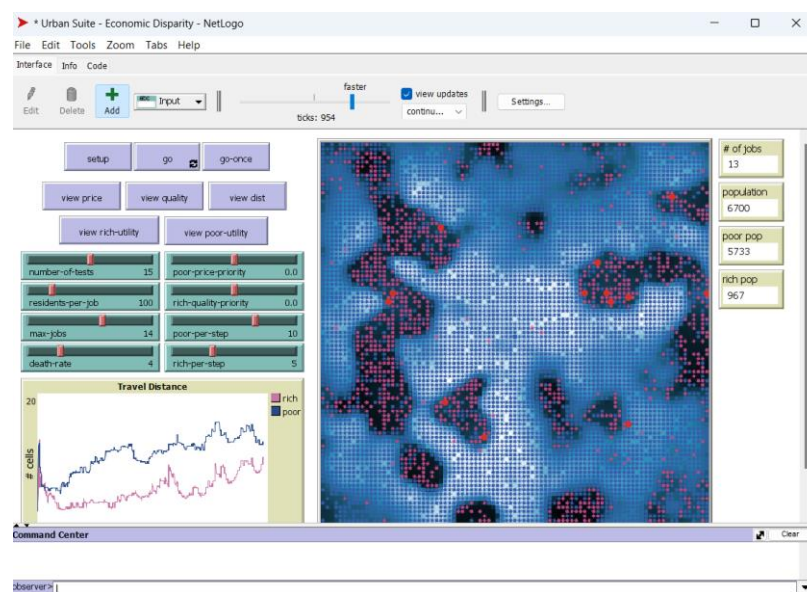 * Urban Suite - Economic Disparity - NetLogo
File Edit Tools Zoom Tabs Help
Interface Info Code
Edit Delete Add abc Input faster view updates Settings...
ticks: 954 continu...
setup go go-once
view price view quality view dist
view rich-utility view poor-utility
number-of-tests 15 poor-price-priority 0.0
residents-per-job 100 rich-quality-priority 0.0
max-jobs 14 poor-per-step 10
death-rate 4 rich-per-step 5
Travel Distance
20
# cells
rich
poor
# of jobs
13
population
6700
poor pop
5733
rich pop
967
Command Center Clear
observer>